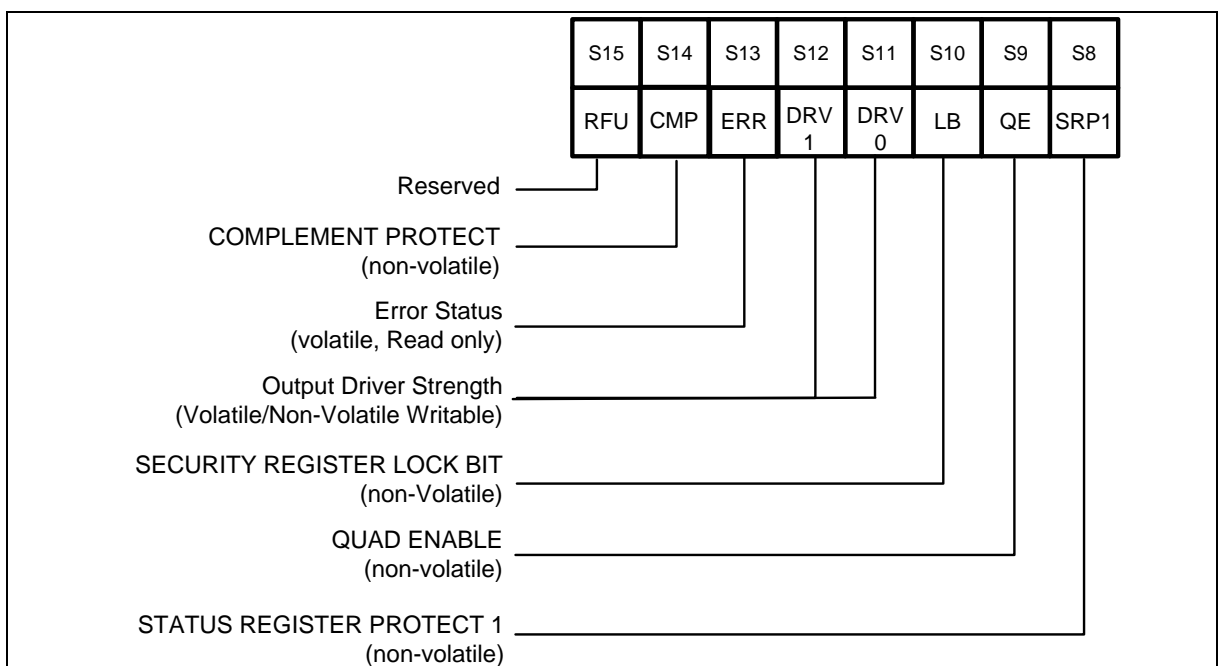 S15 S14 S13 S12 S11 S10 S9 S8
RFU CMP ERR DRV 1 DRV 0 LB QE SRP1
Reserved
COMPLEMENT PROTECT
(non-volatile)
Error Status
(volatile, Read only)
Output Driver Strength
(Volatile/Non-Volatile Writable)
SECURITY REGISTER LOCK BIT
(non-Volatile)
QUAD ENABLE
(non-volatile)
STATUS REGISTER PROTECT 1
(non-volatile)